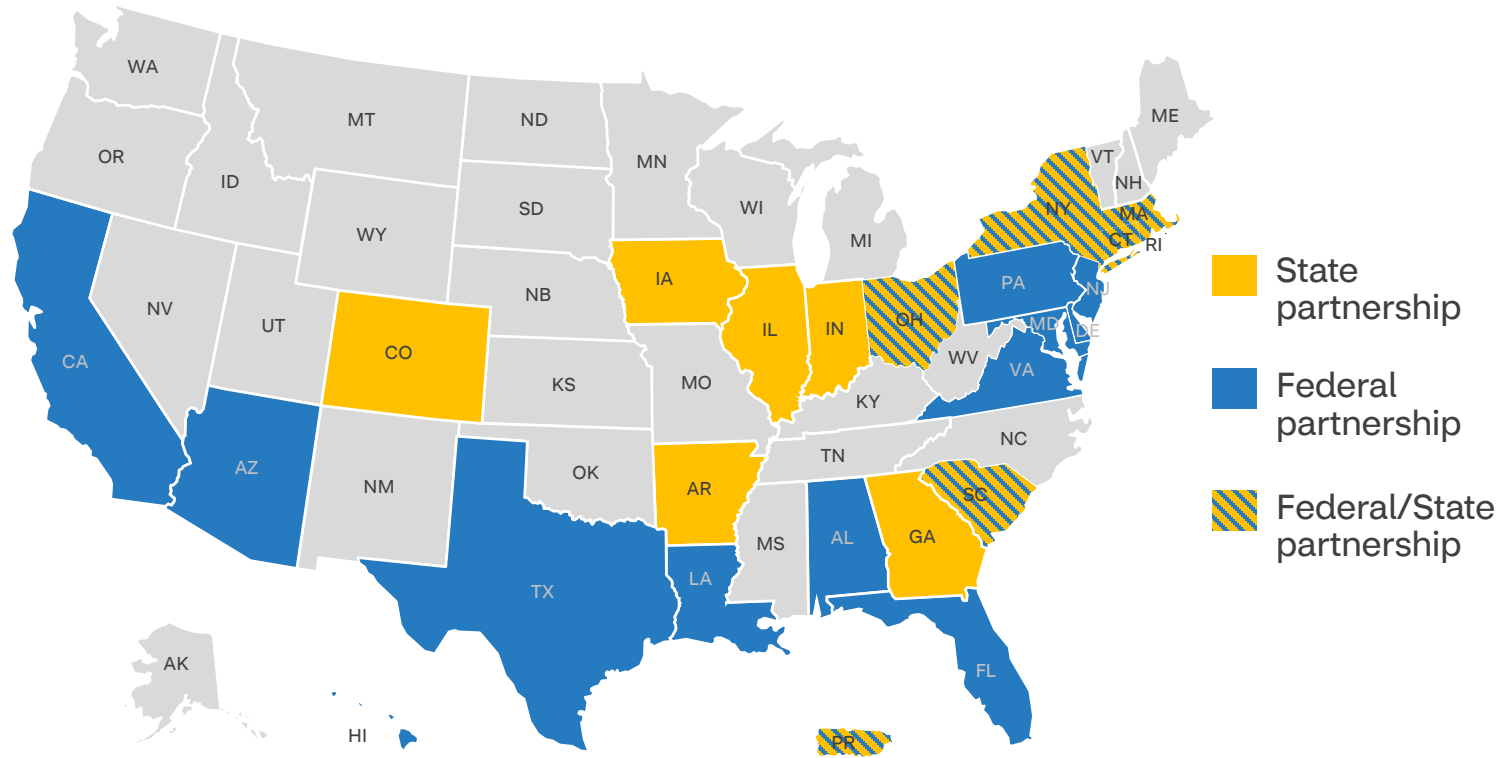 WA
MT
ND
MN
ME
OR
ID
SD
WI
MI
VT
NH
WY
NY
MA
CT
RI
NV
UT
NB
IA
PA
NJ
CA
CO
KS
MO
IL
IN
OH
MD
DE
WV
VA
KY
AZ
NM
OK
AR
TN
NC
SC
TX
LA
MS
AL
GA
FL
AK
HI
PR
State
partnership
Federal
partnership
Federal/State
partnership